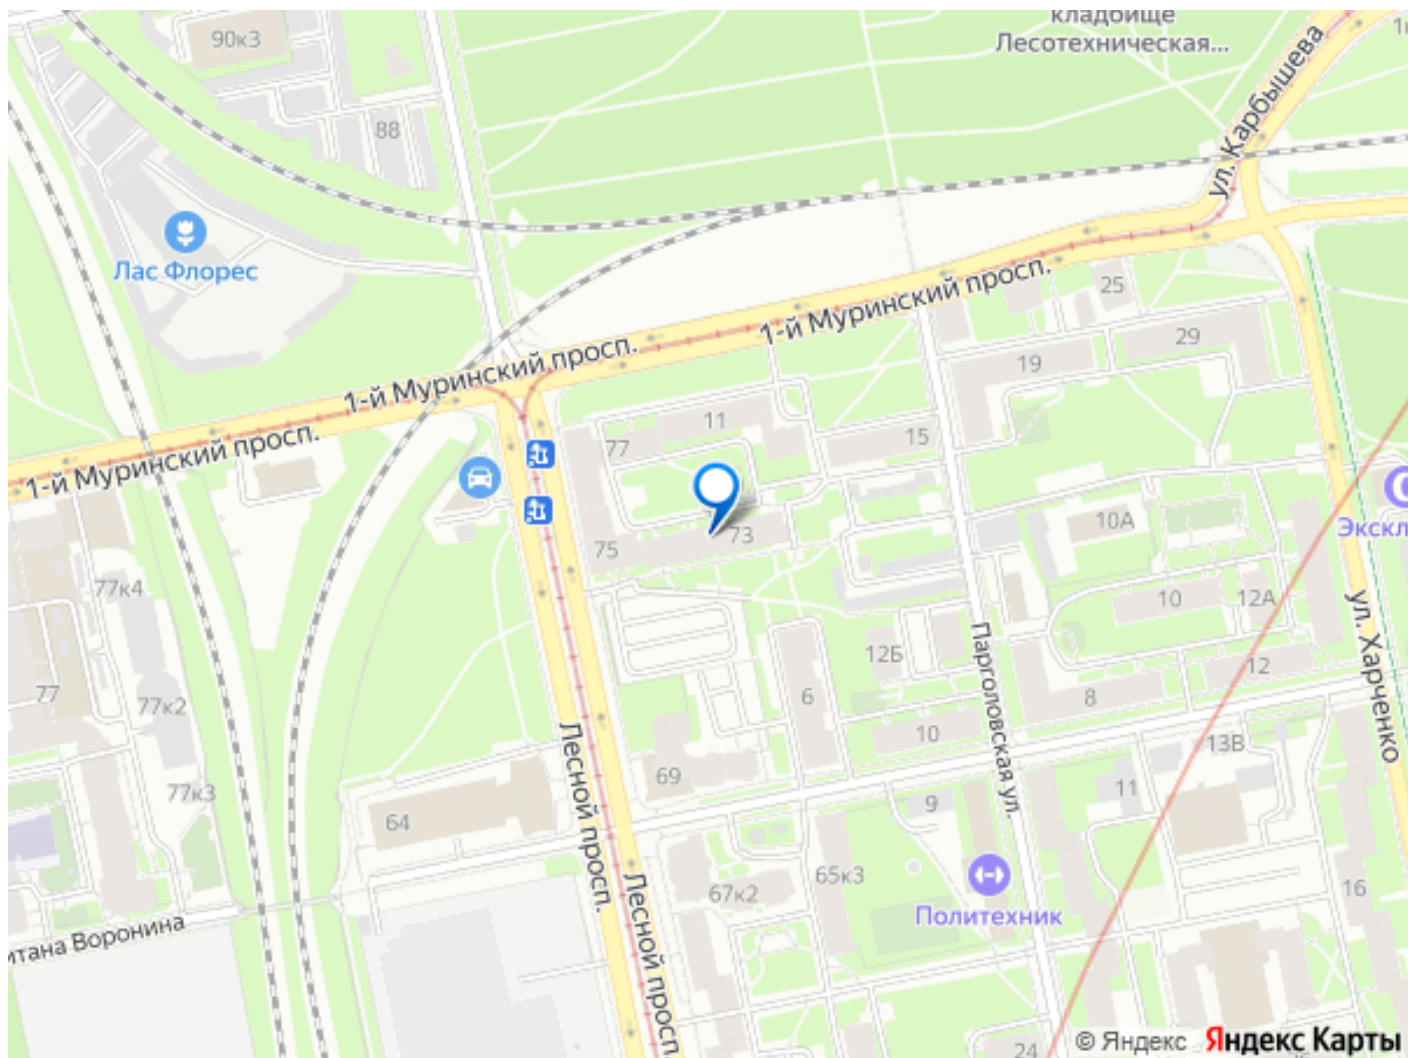 90к3
88
кладбище
Лесотехническая...
ул. Карбышева
Лас Флорес
1-й Муринский просп.
1-й Муринский просп.
1-й Муринский просп.
25
29
19
11
15
77
75
73
10А
Экскл
77к4
77
77к2
77к3
12Б
6
10
12А
12
8
10
Парголовская ул.
ул. Харченко
13В
11
9
69
64
Лесной просп.
Лесной просп
67к2
65к3
16
Политехник
итана Воронина
24
© Яндекс Яндекс Карты